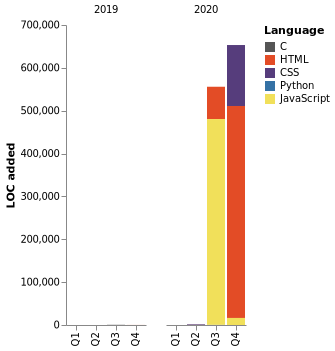 2019 2020
Language
C
HTML
CSS
Python
JavaScript
LOC added
700,000
600,000
500,000
400,000
300,000
200,000
100,000
0
Q1 Q2 Q3 Q4 Q1 Q2 Q3 Q4